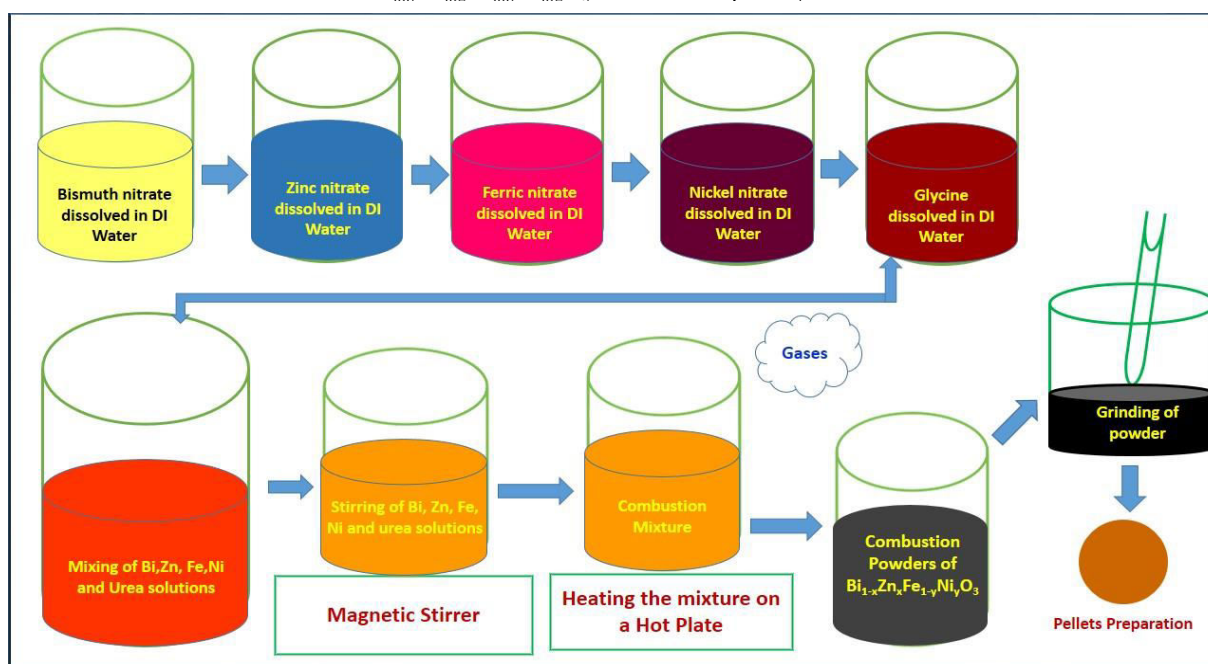 Bismuth nitrate
dissolved in DI
Water
Zinc nitrate
dissolved in DI
Water
Ferric nitrate
dissolved in DI
Water
Nickel nitrate
dissolved in DI
Water
Glycine
dissolved in DI
Water
Gases
Mixing of Bi,Zn, Fe,Ni
and Urea solutions
Stirring of Bi, Zn, Fe,
Ni and urea solutions
Magnetic Stirrer
Combustion
Mixture
Heating the mixture on
a Hot Plate
Combustion
Powders of
Bi₁₋ₓZnₓFe₁₋ᵧNiᵧO₃
Grinding of
powder
Pellets Preparation